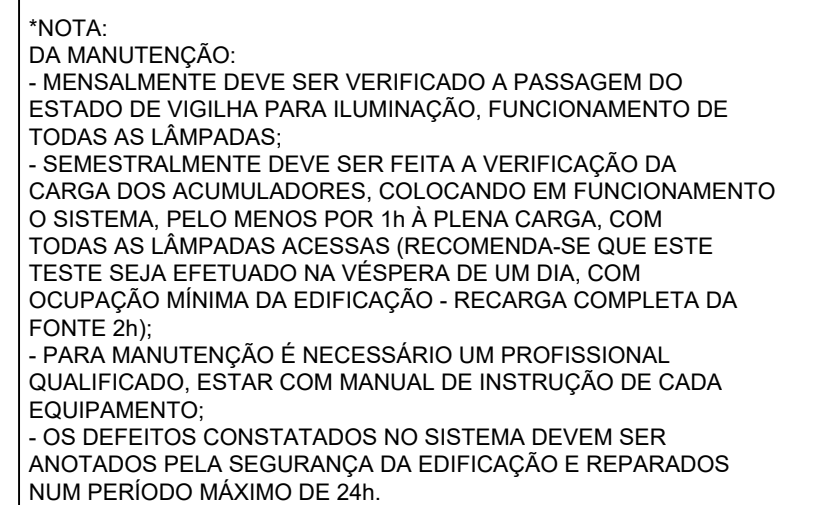 *NOTA:
DA MANUTENÇÃO:
- MENSALMENTE DEVE SER VERIFICADO A PASSAGEM DO
ESTADO DE VIGILHA PARA ILUMINAÇÃO, FUNCIONAMENTO DE
TODAS AS LÂMPADAS;
- SEMESTRALMENTE DEVE SER FEITA A VERIFICAÇÃO DA
CARGA DOS ACUMULADORES, COLOCANDO EM FUNCIONAMENTO
O SISTEMA, PELO MENOS POR 1h À PLENA CARGA, COM
TODAS AS LÂMPADAS ACESSAS (RECOMENDA-SE QUE ESTE
TESTE SEJA EFETUADO NA VÉSPERA DE UM DIA, COM
OCUPAÇÃO MÍNIMA DA EDIFICAÇÃO - RECARGA COMPLETA DA
FONTE 2h);
- PARA MANUTENÇÃO É NECESSÁRIO UM PROFISSIONAL
QUALIFICADO, ESTAR COM MANUAL DE INSTRUÇÃO DE CADA
EQUIPAMENTO;
- OS DEFEITOS CONSTATADOS NO SISTEMA DEVEM SER
ANOTADOS PELA SEGURANÇA DA EDIFICAÇÃO E REPARADOS
NUM PERÍODO MÁXIMO DE 24h.